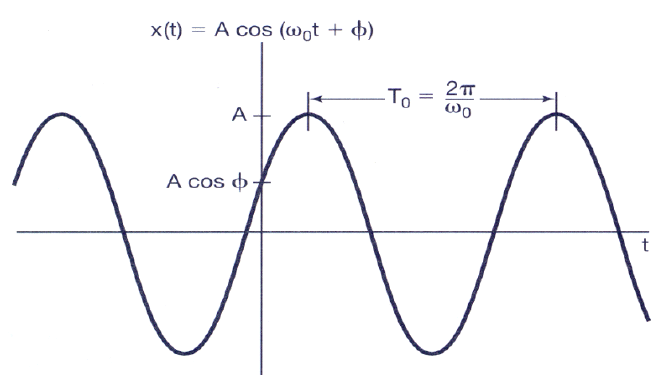 x(t) = A cos (ω₀t + ϕ)
T₀ = 2π/ω₀
A
A cos ϕ
t